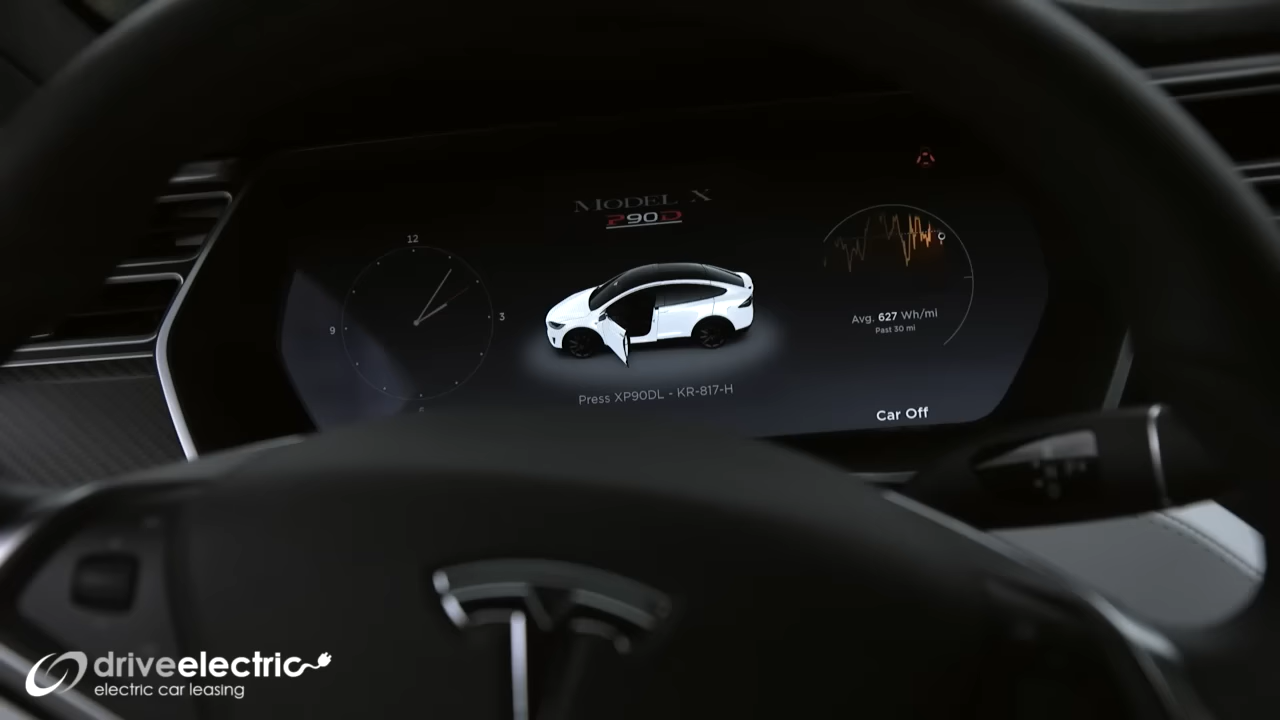 MODEL X
P90D
12
9
3
6
Avg. 627 Wh/mi
Past 30 mi
Press XP90DL - KR-817-H
Car Off
driveelectric
electric car leasing